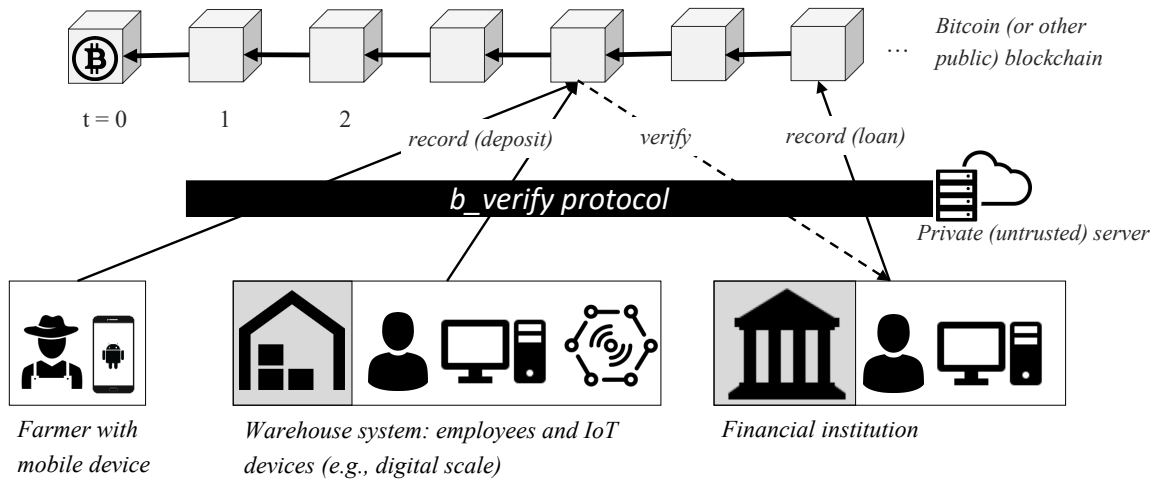 Bitcoin (or other
public) blockchain
…
t = 0
1
2
record (deposit)
verify
record (loan)
b_verify protocol
Private (untrusted) server
Farmer with
mobile device
Warehouse system: employees and IoT
devices (e.g., digital scale)
Financial institution